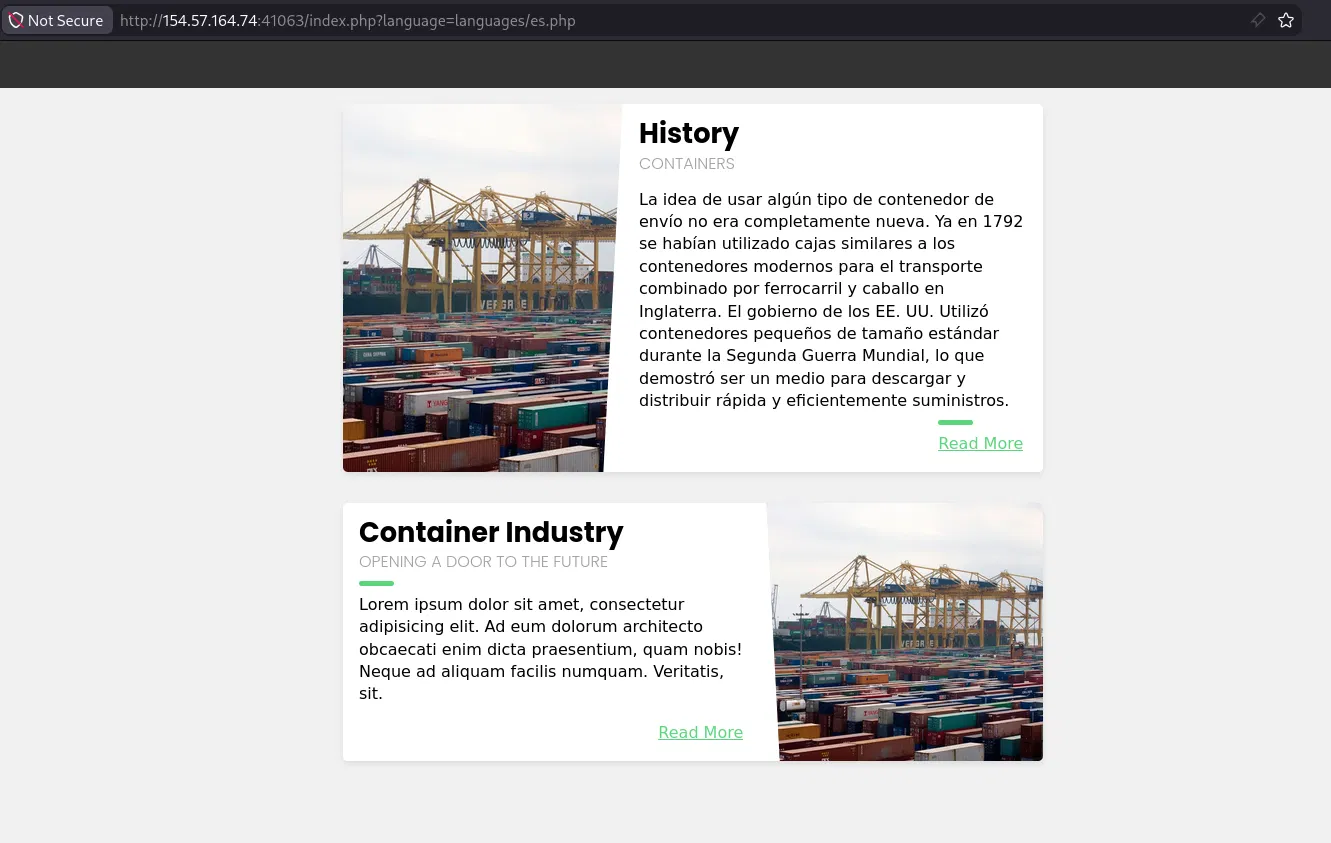 Not Secure
http://154.57.164.74:41063/index.php?language=languages/es.php
History
CONTAINERS
La idea de usar algún tipo de contenedor de
envío no era completamente nueva. Ya en 1792
se habían utilizado cajas similares a los
contenedores modernos para el transporte
combinado por ferrocarril y caballo en
Inglaterra. El gobierno de los EE. UU. Utilizó
contenedores pequeños de tamaño estándar
durante la Segunda Guerra Mundial, lo que
demostró ser un medio para descargar y
distribuir rápida y eficientemente suministros.
Read More
Container Industry
OPENING A DOOR TO THE FUTURE
Lorem ipsum dolor sit amet, consectetur
adipisicing elit. Ad eum dolorum architecto
obcaecati enim dicta praesentium, quam nobis!
Neque ad aliquam facilis numquam. Veritatis,
sit.
Read More